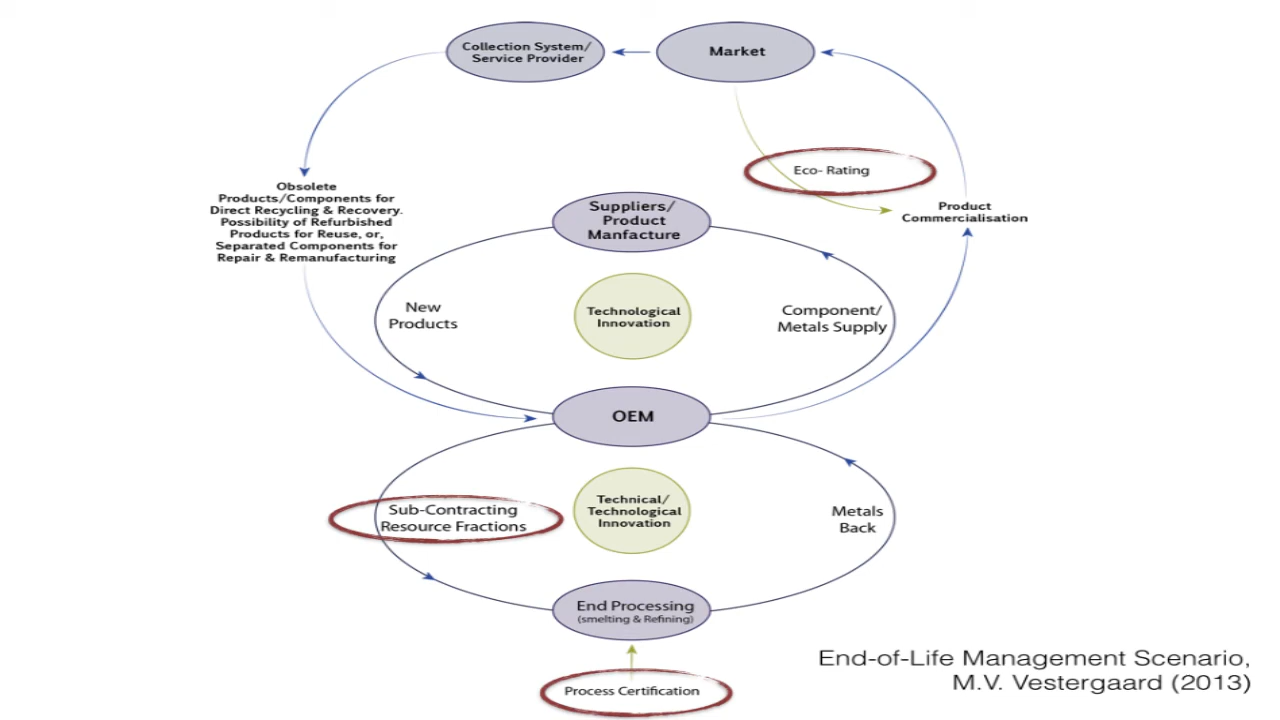 Collection System/
Service Provider
Market
Eco- Rating
Obsolete
Products/Components for
Direct Recycling & Recovery.
Possibility of Refurbished
Products for Reuse, or,
Separated Components for
Repair & Remanufacturing
Suppliers/
Product
Manfacture
Product
Commercialisation
New
Products
Technological
Innovation
Component/
Metals Supply
OEM
Sub-Contracting
Resource Fractions
Technical/
Technological
Innovation
Metals
Back
End Processing
(smelting & Refining)
Process Certification
End-of-Life Management Scenario,
M.V. Vestergaard (2013)